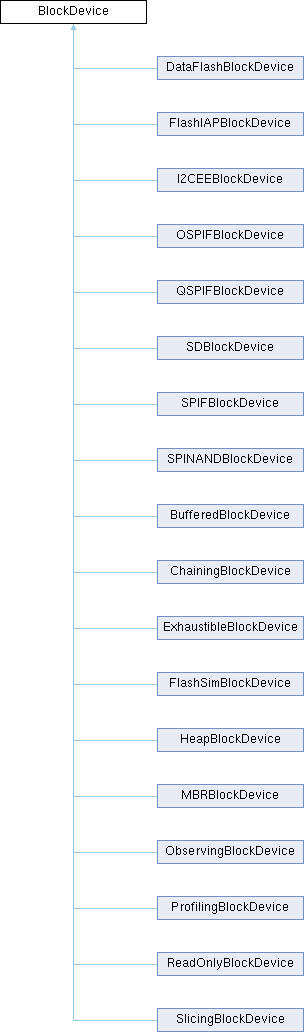 BlockDevice
DataFlashBlockDevice
FlashIAPBlockDevice
I2CEEBlockDevice
OSPIFBlockDevice
QSPIFBlockDevice
SDBlockDevice
SPIFBlockDevice
SPINANDBlockDevice
BufferedBlockDevice
ChainingBlockDevice
ExhaustibleBlockDevice
FlashSimBlockDevice
HeapBlockDevice
MBRBlockDevice
ObservingBlockDevice
ProfilingBlockDevice
ReadOnlyBlockDevice
SlicingBlockDevice